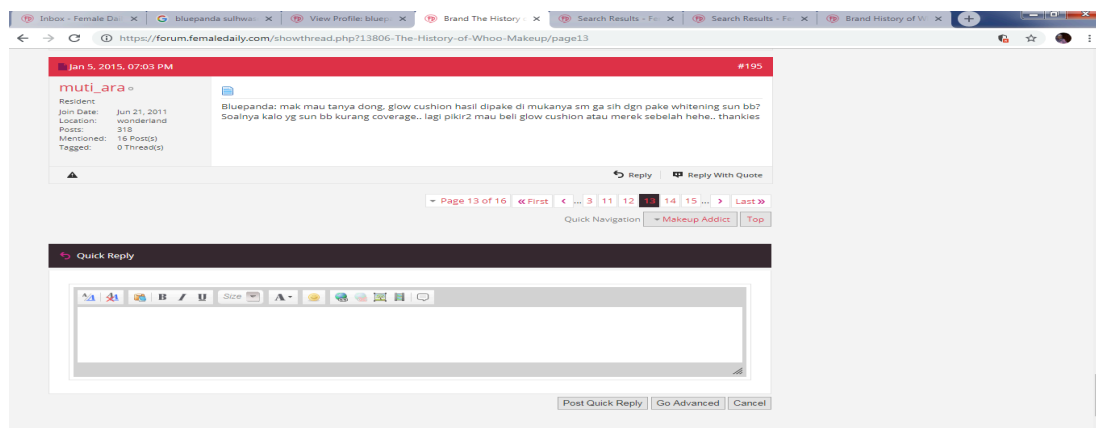 Inbox - Female Dai
bluepanda sulhwas
View Profile: bluep
Brand The History
Search Results - Fe
Search Results - Fe
Brand History of W
https://forum.femaledaily.com/showthread.php?13806-The-History-of-Whoo-Makeup/page13
Jan 5, 2015, 07:03 PM #195
muti_ara
Resident
Join Date: Jun 21, 2011
Location: wonderland
Posts: 318
Mentioned: 16 Post(s)
Tagged: 0 Thread(s)
Bluepanda: mak mau tanya dong, glow cushion hasil dipake di mukanya sm ga sih dgn pake whitening sun bb?
Soalnya kalo yg sun bb kurang coverage.. lagi pikir2 mau beli glow cushion atau merek sebelah hehe.. thankies
Reply Reply With Quote
Page 13 of 16 « First < ... 3 11 12 13 14 15 ... > Last »
Quick Navigation Makeup Addict Top
Quick Reply
B I U Size A
Post Quick Reply Go Advanced Cancel